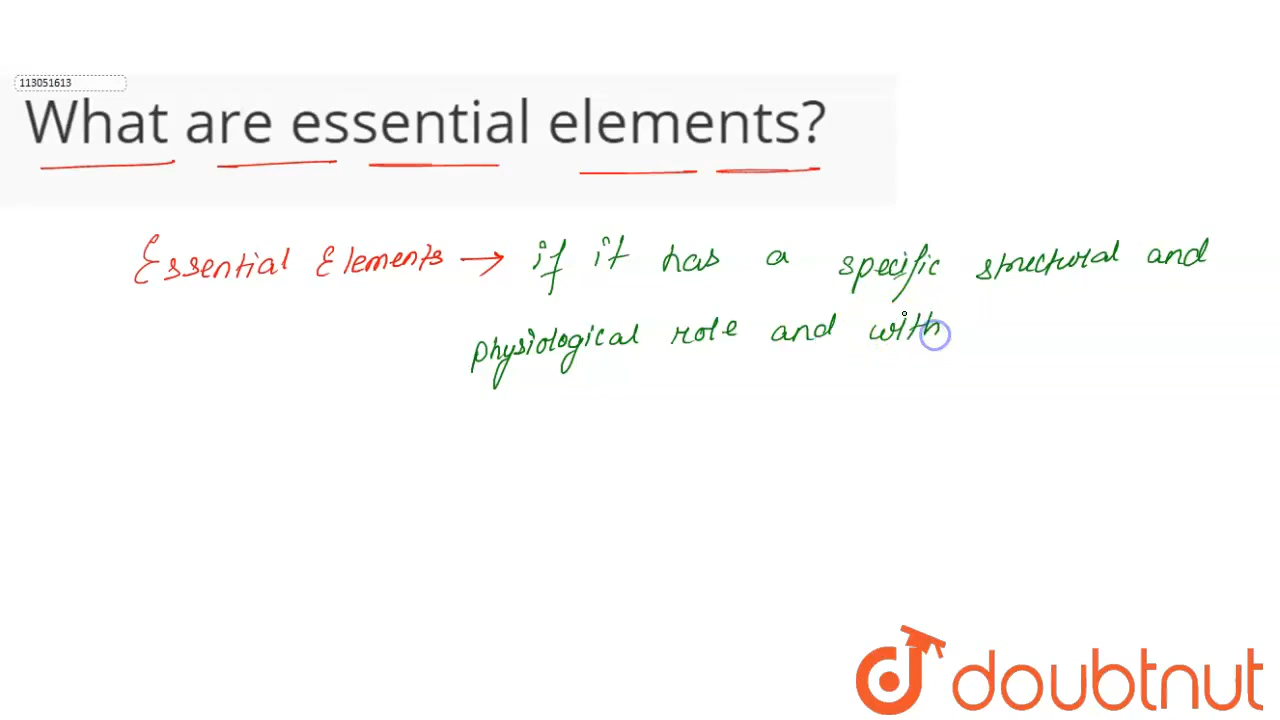 113051613
What are essential elements?
Essential Elements → if it has a specific structural and
physiological role and with
doubtnut